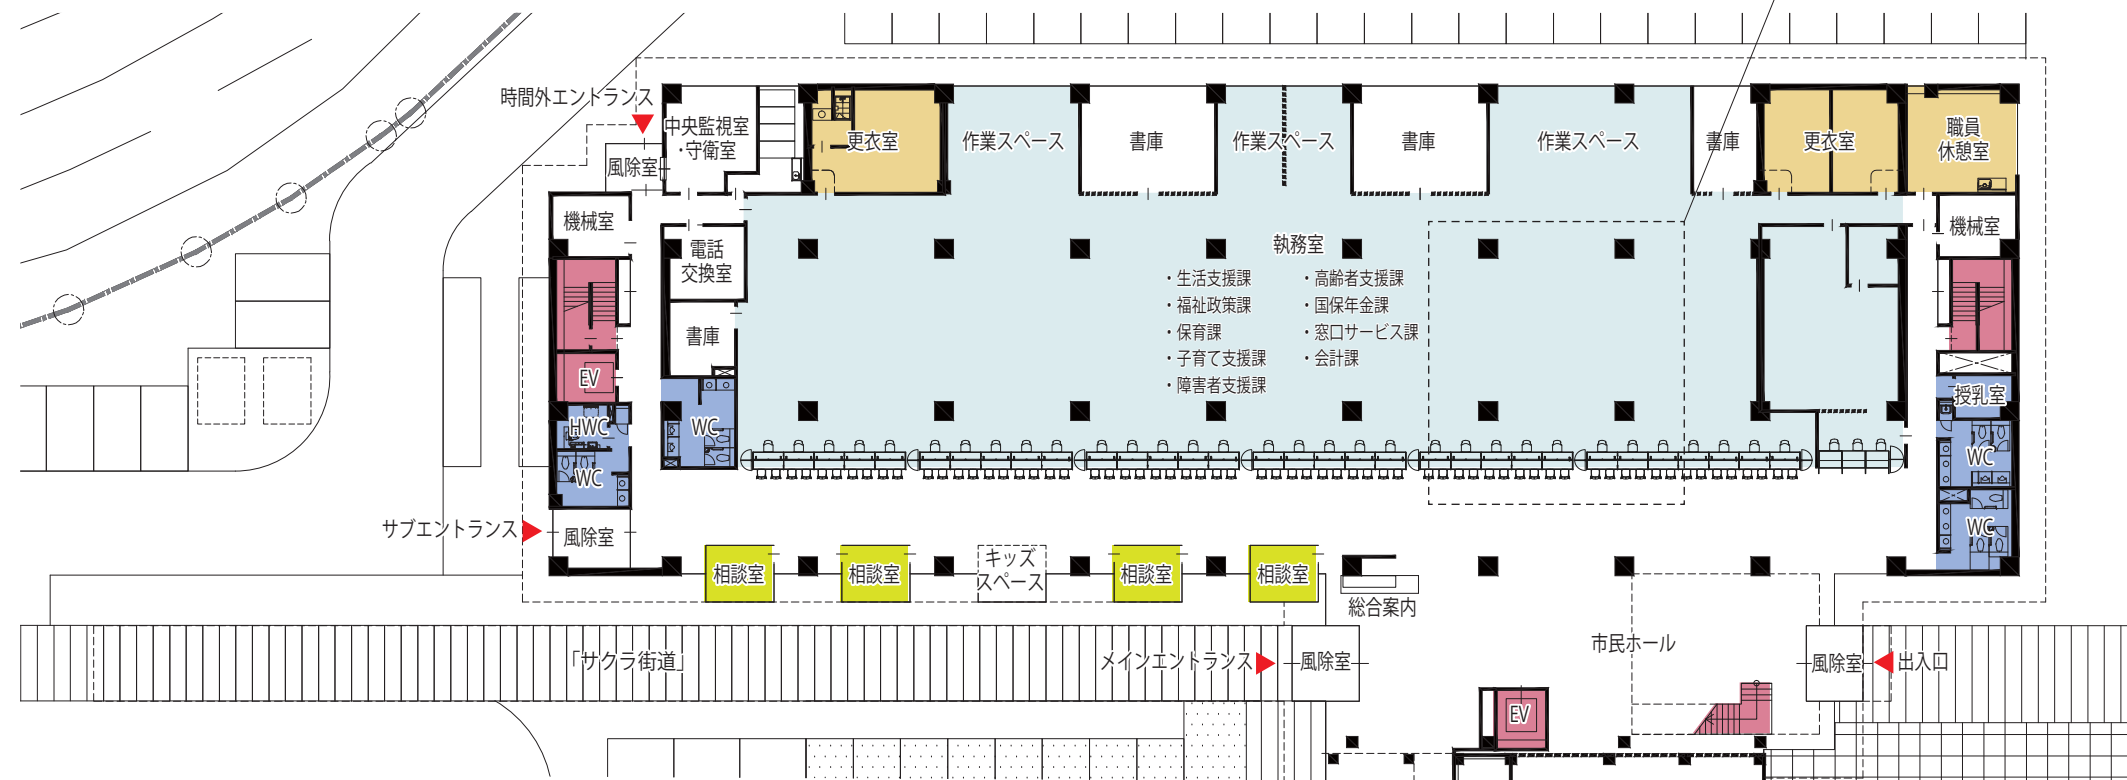 時間外エントランス
中央監視室
・守衛室
風除室
更衣室
作業スペース
書庫
作業スペース
書庫
作業スペース
書庫
更衣室
職員
休憩室
機械室
電話
交換室
書庫
EV
HWC
WC
WC
執務室
・生活支援課
・福祉政策課
・保育課
・子育て支援課
・障害者支援課
・高齢者支援課
・国保年金課
・窓口サービス課
・会計課
機械室
授乳室
WC
WC
サブエントランス
風除室
相談室
相談室
キッズ
スペース
相談室
相談室
総合案内
「サクラ街道」
メインエントランス
風除室
市民ホール
風除室
出入口
EV